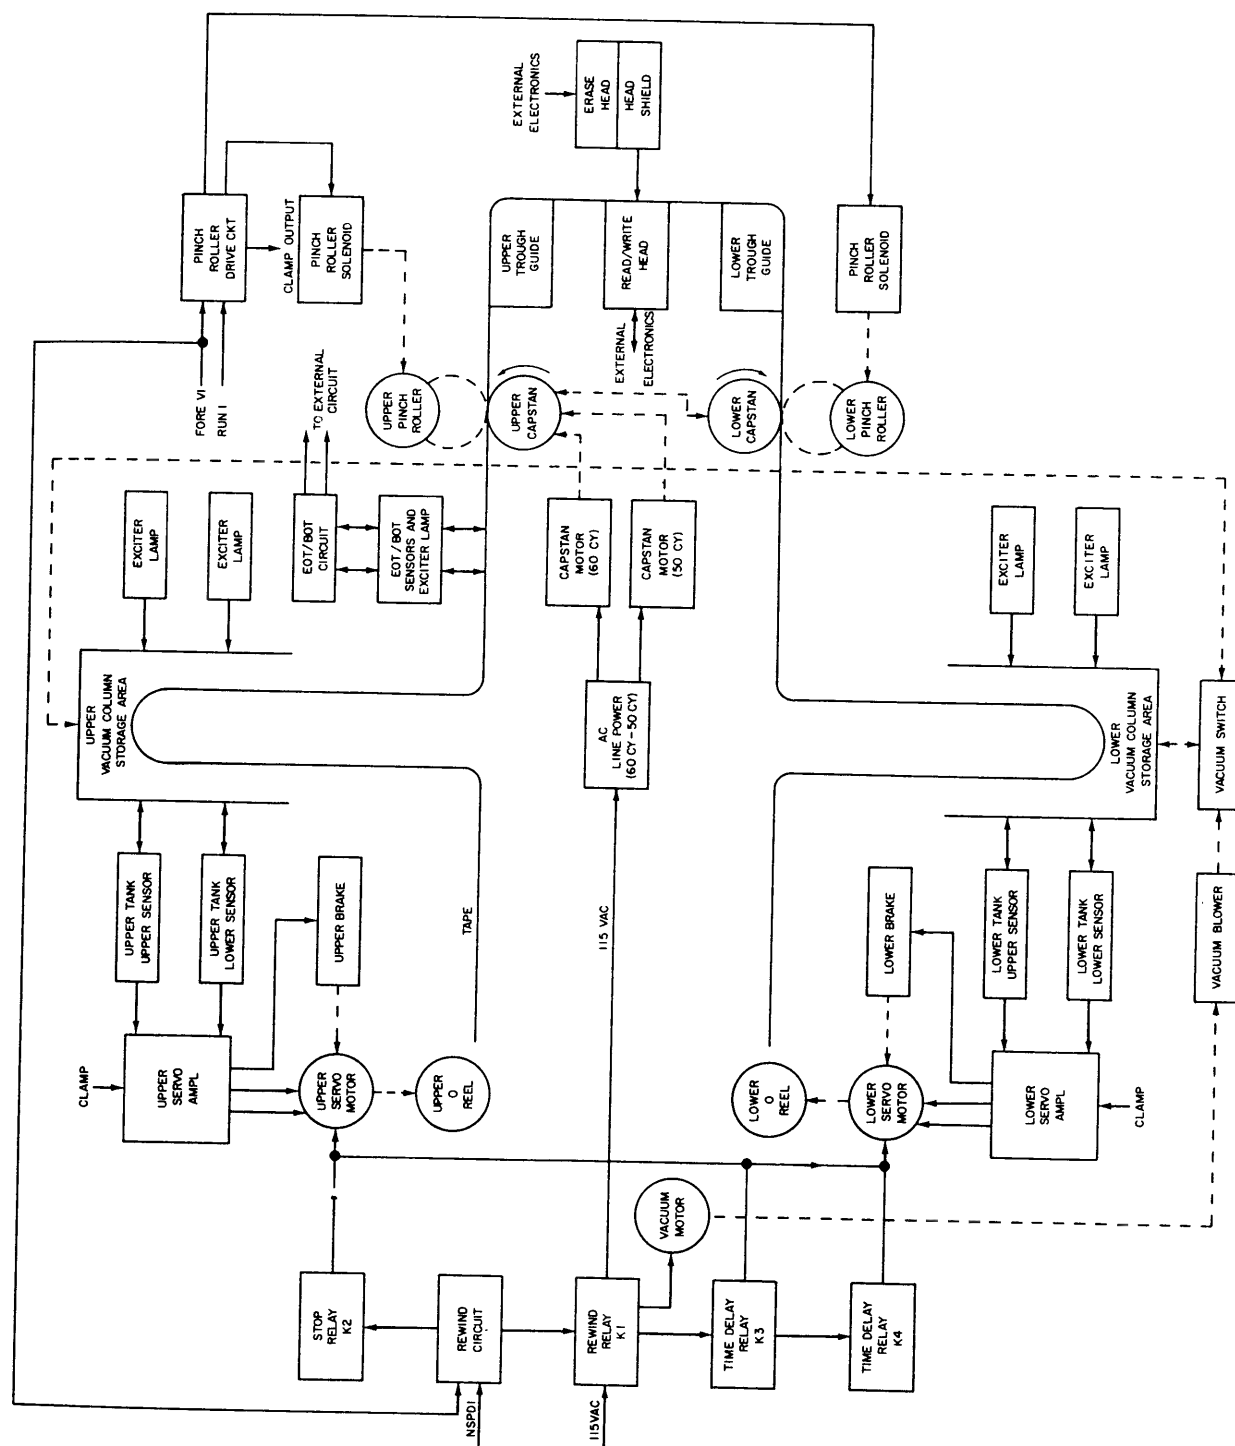 CLAMP
UPPER
SERVO
AMPL
UPPER TANK
UPPER SENSOR
UPPER TANK
LOWER SENSOR
UPPER
VACUUM COLUMN
STORAGE AREA
EXCITER
LAMP
EXCITER
LAMP
FORE V1
RUN 1
PINCH
ROLLER
DRIVE CKT
CLAMP OUTPUT
PINCH
ROLLER
SOLENOID
STOP
RELAY
K2
UPPER
SERVO
MOTOR
UPPER BRAKE
EOT/BOT
CIRCUIT
TO EXTERNAL
CIRCUIT
EOT/BOT
SENSORS AND
EXCITER LAMP
UPPER
PINCH
ROLLER
UPPER
O
REEL
TAPE
NSPD1
REWIND
CIRCUIT
UPPER
CAPSTAN
UPPER
TROUGH
GUIDE
EXTERNAL
ELECTRONICS
ERASE
HEAD
HEAD
SHIELD
115VAC
REWIND
RELAY
K1
115 VAC
AC
LINE POWER
(60 CY-50 CY)
CAPSTAN
MOTOR
(60 CY)
CAPSTAN
MOTOR
(50 CY)
EXTERNAL
ELECTRONICS
READ/WRITE
HEAD
VACUUM
MOTOR
TIME DELAY
RELAY
K3
LOWER
O
REEL
LOWER
CAPSTAN
LOWER
TROUGH
GUIDE
TIME DELAY
RELAY
K4
LOWER
SERVO
MOTOR
LOWER BRAKE
LOWER
PINCH
ROLLER
PINCH
ROLLER
SOLENOID
LOWER
SERVO
AMPL
CLAMP
LOWER TANK
UPPER SENSOR
LOWER TANK
LOWER SENSOR
LOWER
VACUUM COLUMN
STORAGE AREA
EXCITER
LAMP
EXCITER
LAMP
VACUUM BLOWER
VACUUM SWITCH